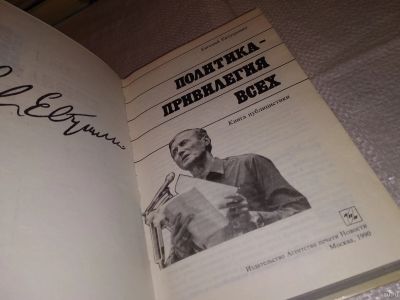 Евгений Евтушенко
ПОЛИТИКА-
ПРИВИЛЕГИЯ
ВСЕХ
Книга публицистики
Издательство Агентства печати Новости
Москва, 1990